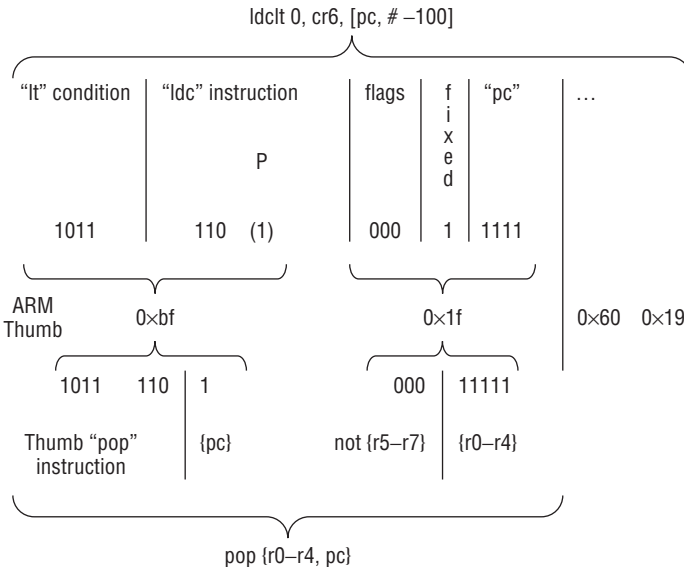 ldclt 0, cr6, [pc, # –100]
“lt” condition “ldc” instruction flags fixed “pc” …
P
1011 110 (1) 000 1 1111
ARM
Thumb
0×bf 0×1f 0×60 0×19
1011 110 1 000 11111
Thumb “pop”
instruction
{pc} not {r5–r7} {r0–r4}
pop {r0–r4, pc}